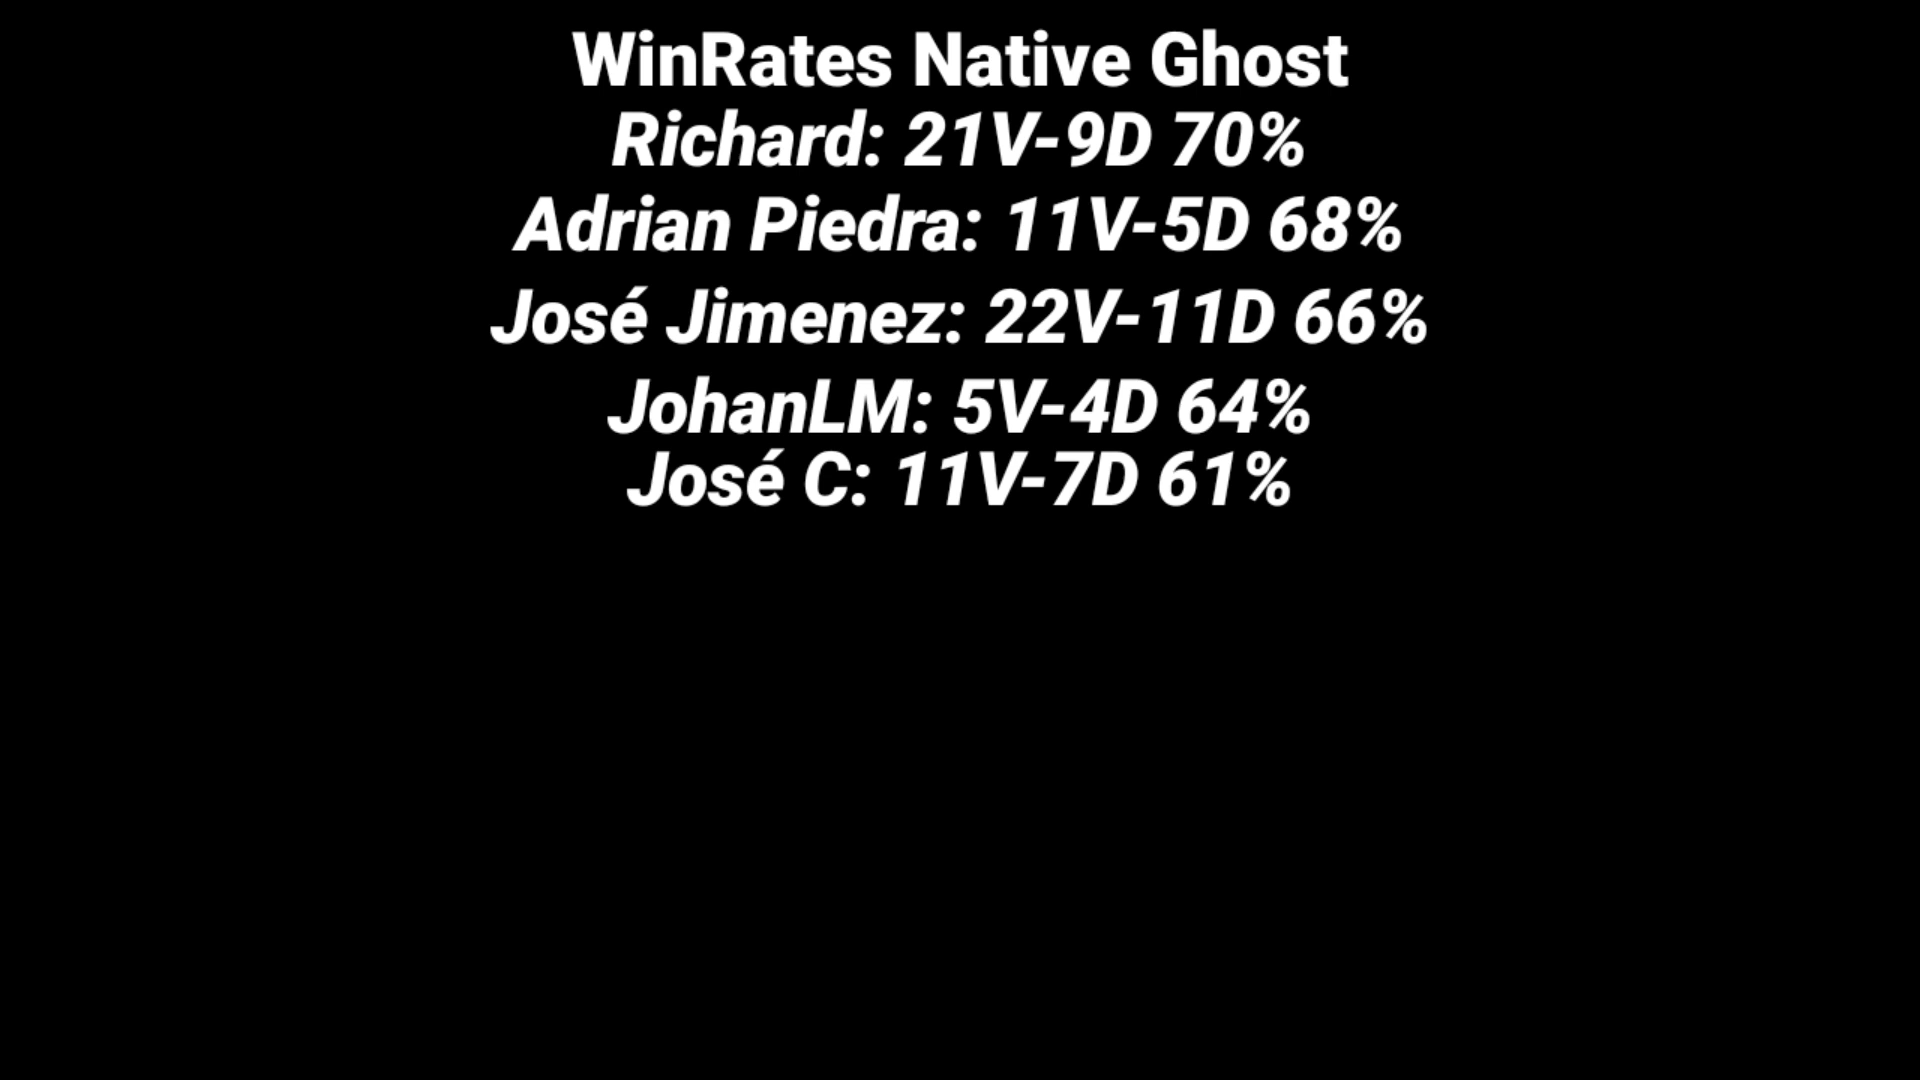 WinRates Native Ghost
Richard: 21V-9D 70%
Adrian Piedra: 11V-5D 68%
José Jimenez: 22V-11D 66%
JohanLM: 5V-4D 64%
José C: 11V-7D 61%